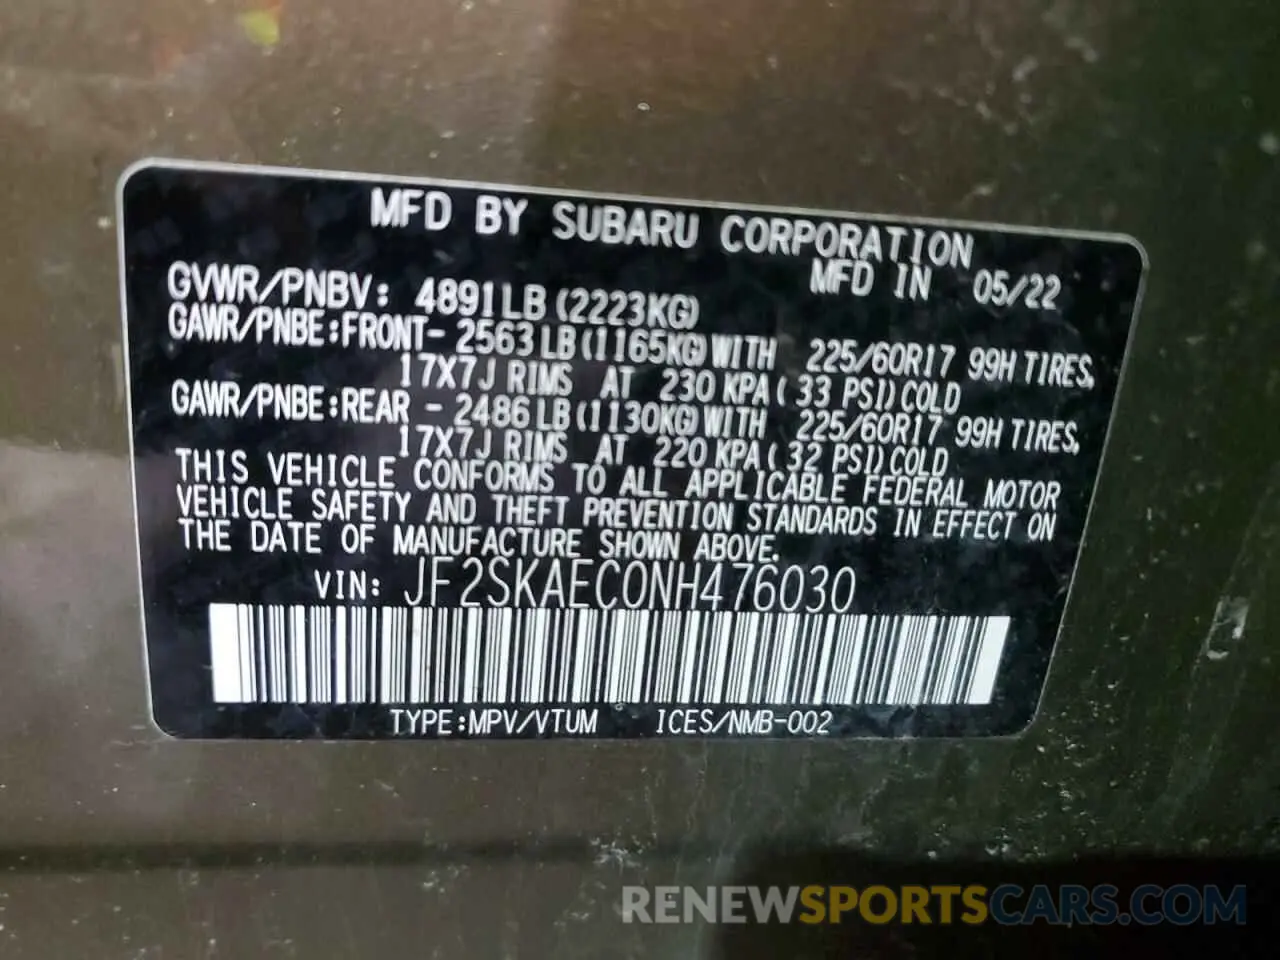 MFD BY SUBARU CORPORATION
MFD IN 05/22
GVWR/PNBV: 4891LB (2223KG)
GAWR/PNBE:FRONT- 2563LB(1165KG)WITH 225/60R17 99H TIRES,
17X7J RIMS AT 230 KPA( 33 PSI)COLD
GAWR/PNBE:REAR - 2486LB(1130KG)WITH 225/60R17 99H TIRES,
17X7J RIMS AT 220 KPA( 32 PSI)COLD
THIS VEHICLE CONFORMS TO ALL APPLICABLE FEDERAL MOTOR
VEHICLE SAFETY AND THEFT PREVENTION STANDARDS IN EFFECT ON
THE DATE OF MANUFACTURE SHOWN ABOVE.
VIN: JF2SKAEC0NH476030
TYPE:MPV/VTUM ICES/NMB-002
RENEWSPORTSCARS.COM